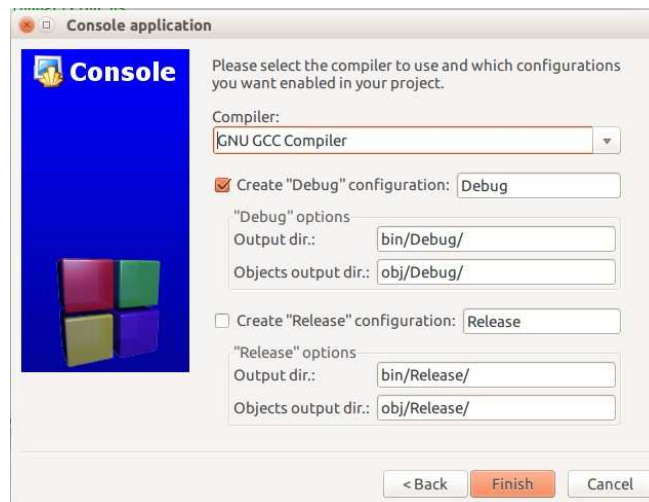 Console application
Console
Please select the compiler to use and which configurations
you want enabled in your project.
Compiler:
GNU GCC Compiler
Create "Debug" configuration: Debug
"Debug" options
Output dir.: bin/Debug/
Objects output dir.: obj/Debug/
Create "Release" configuration: Release
"Release" options
Output dir.: bin/Release/
Objects output dir.: obj/Release/
< Back Finish Cancel